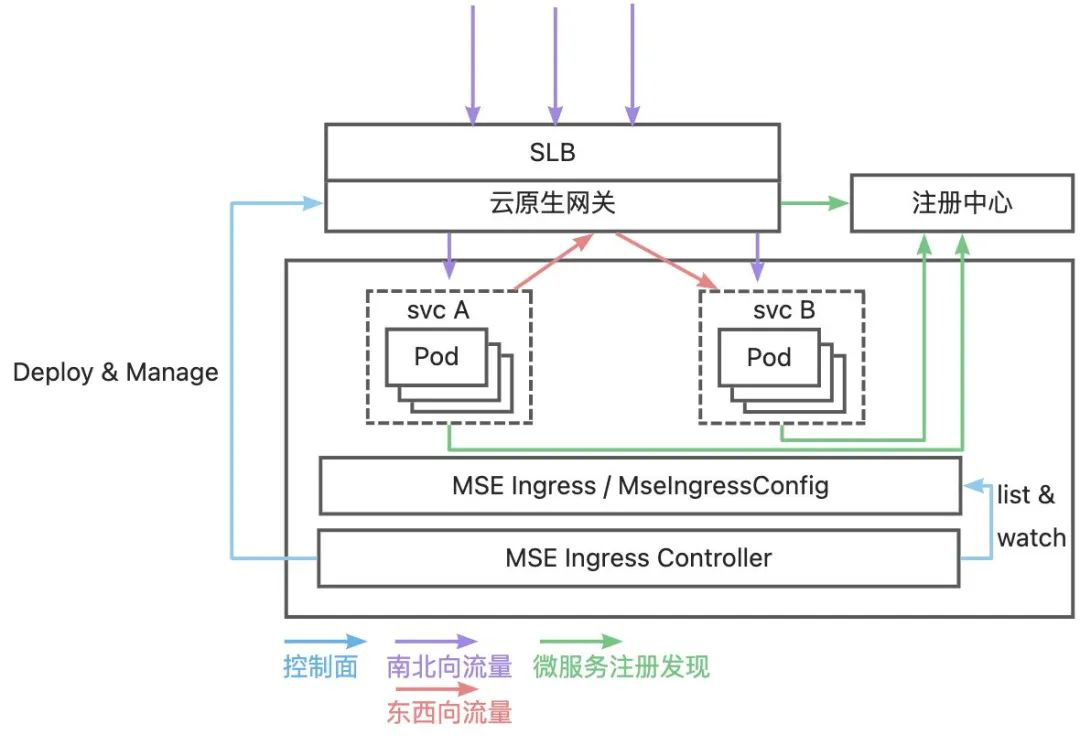 SLB
云原生网关
注册中心
svc A
svc B
Pod
Pod
Deploy & Manage
MSE Ingress / MseIngressConfig
list &
watch
MSE Ingress Controller
控制面
南北向流量
微服务注册发现
东西向流量